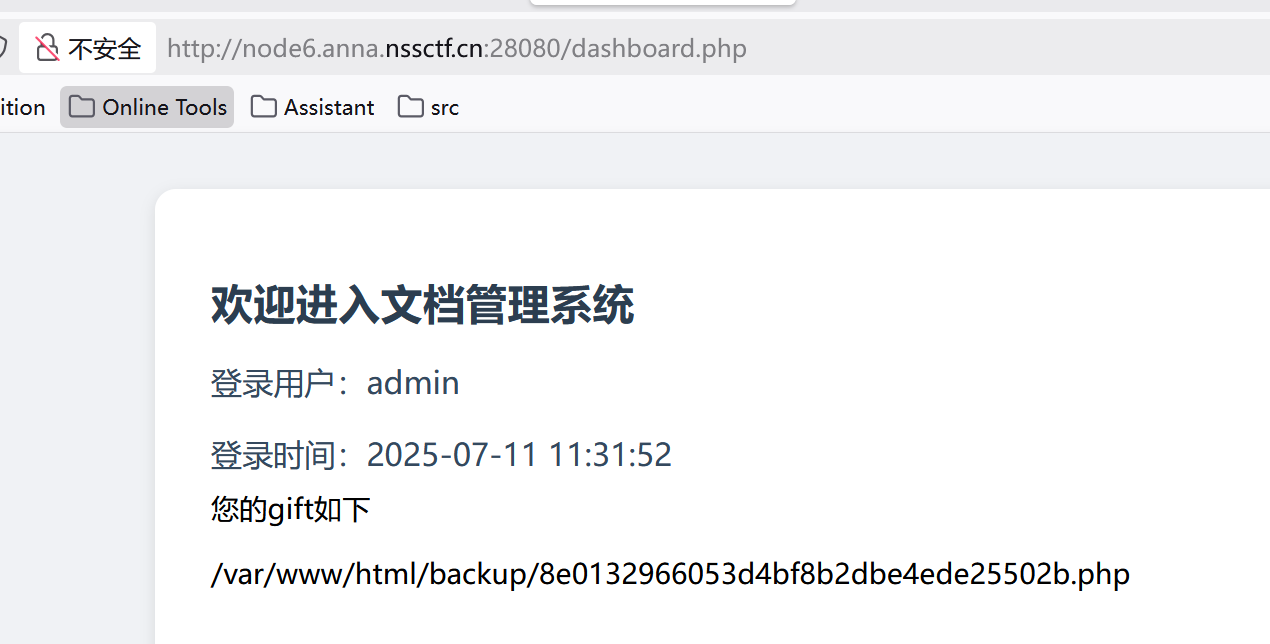 不安全 http://node6.anna.nssctf.cn:28080/dashboard.php
ition Online Tools Assistant src
欢迎进入文档管理系统
登录用户：admin
登录时间：2025-07-11 11:31:52
您的gift如下
/var/www/html/backup/8e0132966053d4bf8b2dbe4ede25502b.php